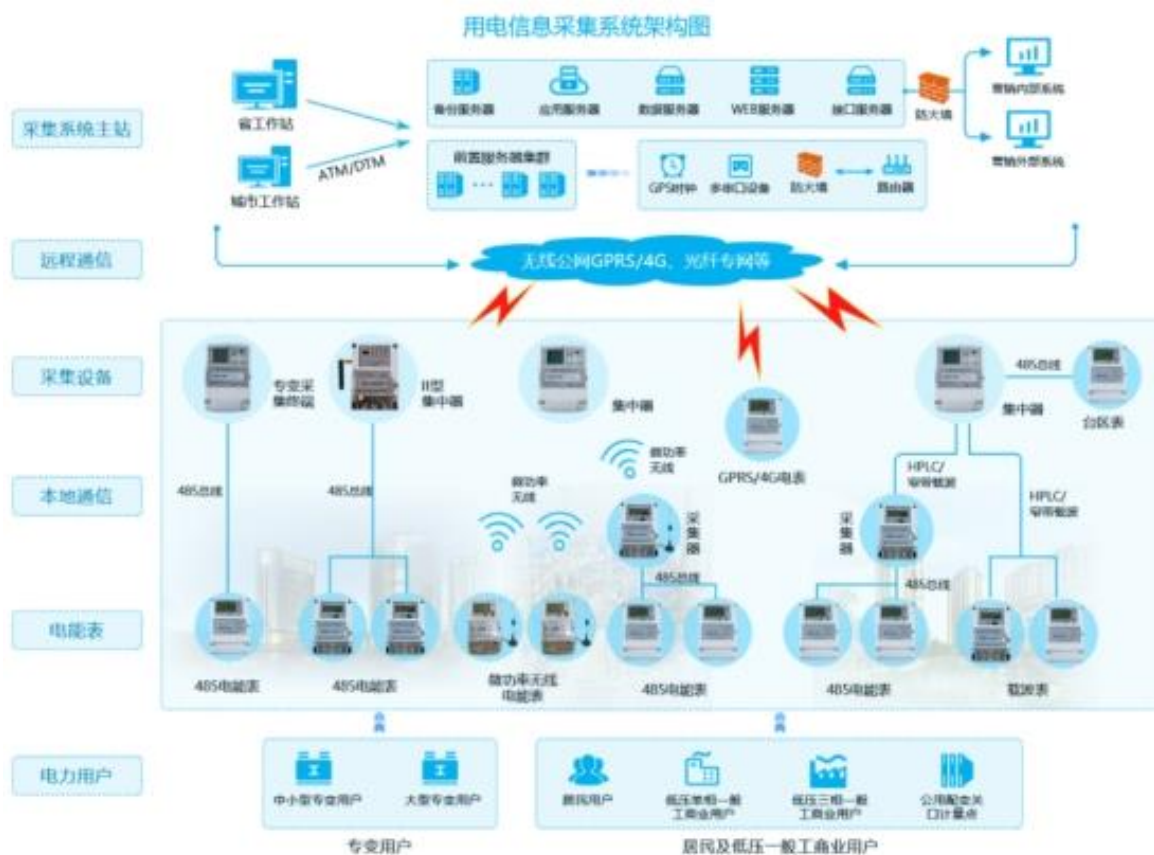 用电信息采集系统架构图
采集系统主站
省工作站
城市工作站
ATM/DTM
备份服务器
应用服务器
数据服务器
WEB服务器
接口服务器
防火墙
营销内部系统
营销外部系统
前置服务器集群
GPS时钟
多串口设备
防火墙
路由器
远程通信
无线公网GPRS/4G、光纤专网等
采集设备
专变采
集终端
II型
集中器
集中器
GPRS/4G电表
集中器
485总线
台区表
本地通信
485总线
485总线
微功率
无线
微功率
无线
采集器
485总线
HPLC/
窄带载波
采集器
485总线
HPLC/
窄带载波
电能表
485电能表
485电能表
微功率无线
电能表
485电能表
485电能表
载波表
电力用户
中小型专变用户
大型专变用户
专变用户
居民用户
低压单相一般
工商业用户
低压三相一般
工商业用户
公用配变关
口计量点
居民及低压一般工商业用户